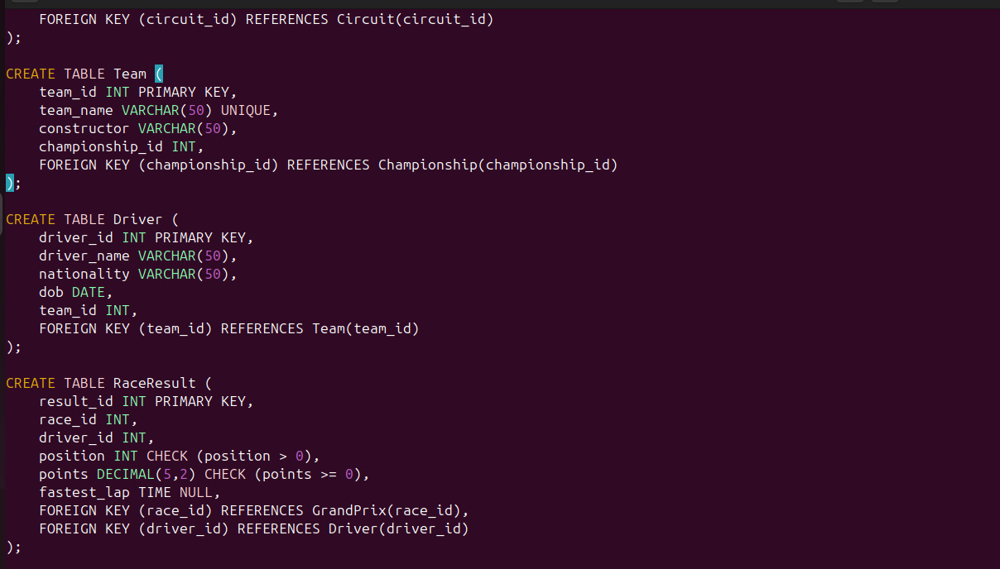 FOREIGN KEY (circuit_id) REFERENCES Circuit(circuit_id)
);

CREATE TABLE Team (
    team_id INT PRIMARY KEY,
    team_name VARCHAR(50) UNIQUE,
    constructor VARCHAR(50),
    championship_id INT,
    FOREIGN KEY (championship_id) REFERENCES Championship(championship_id)
);

CREATE TABLE Driver (
    driver_id INT PRIMARY KEY,
    driver_name VARCHAR(50),
    nationality VARCHAR(50),
    dob DATE,
    team_id INT,
    FOREIGN KEY (team_id) REFERENCES Team(team_id)
);

CREATE TABLE RaceResult (
    result_id INT PRIMARY KEY,
    race_id INT,
    driver_id INT,
    position INT CHECK (position > 0),
    points DECIMAL(5,2) CHECK (points >= 0),
    fastest_lap TIME NULL,
    FOREIGN KEY (race_id) REFERENCES GrandPrix(race_id),
    FOREIGN KEY (driver_id) REFERENCES Driver(driver_id)
);